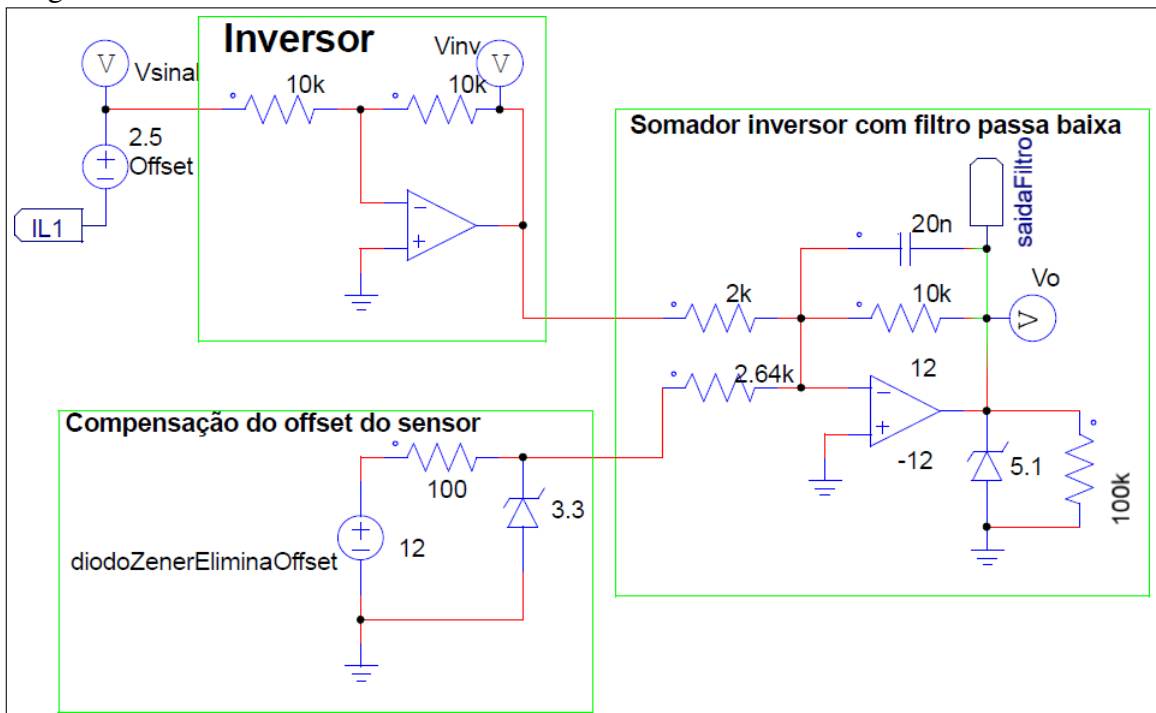 Inversor
Vinv
V
V
Vsinal
10k
10k
2.5
Offset
IL1
Somador inversor com filtro passa baixa
saidaFiltro
20n
2k
10k
Vo
V
2.64k
12
-12
5.1
100k
Compensação do offset do sensor
100
3.3
12
diodoZenerEliminaOffset